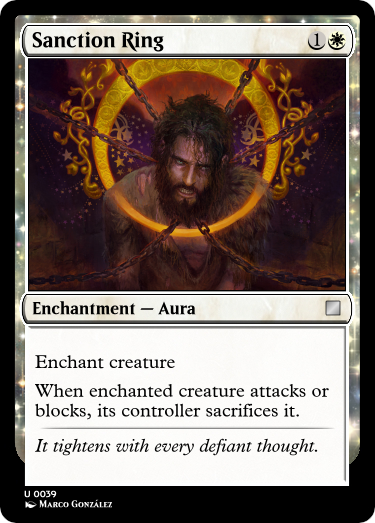 Sanction Ring 1
Enchantment — Aura
Enchant creature
When enchanted creature attacks or
blocks, its controller sacrifices it.
It tightens with every defiant thought.
U 0039
Marco González